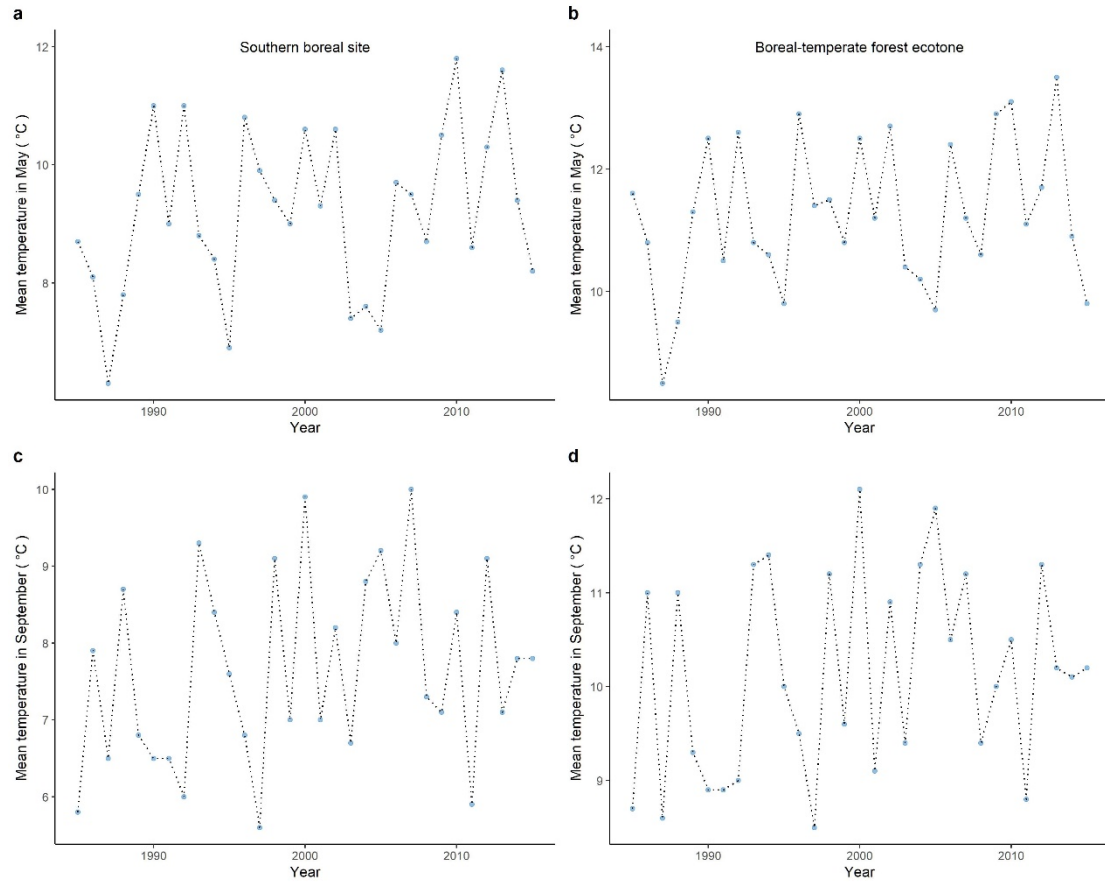 a
Southern boreal site
Mean temperature in May ( °C)
12
10
8
1990
2000
2010
Year
b
Boreal-temperate forest ecotone
Mean temperature in May ( °C)
14
12
10
1990
2000
2010
Year
c
Mean temperature in September ( °C)
10
9
8
7
6
1990
2000
2010
Year
d
Mean temperature in September ( °C)
12
11
10
9
1990
2000
2010
Year